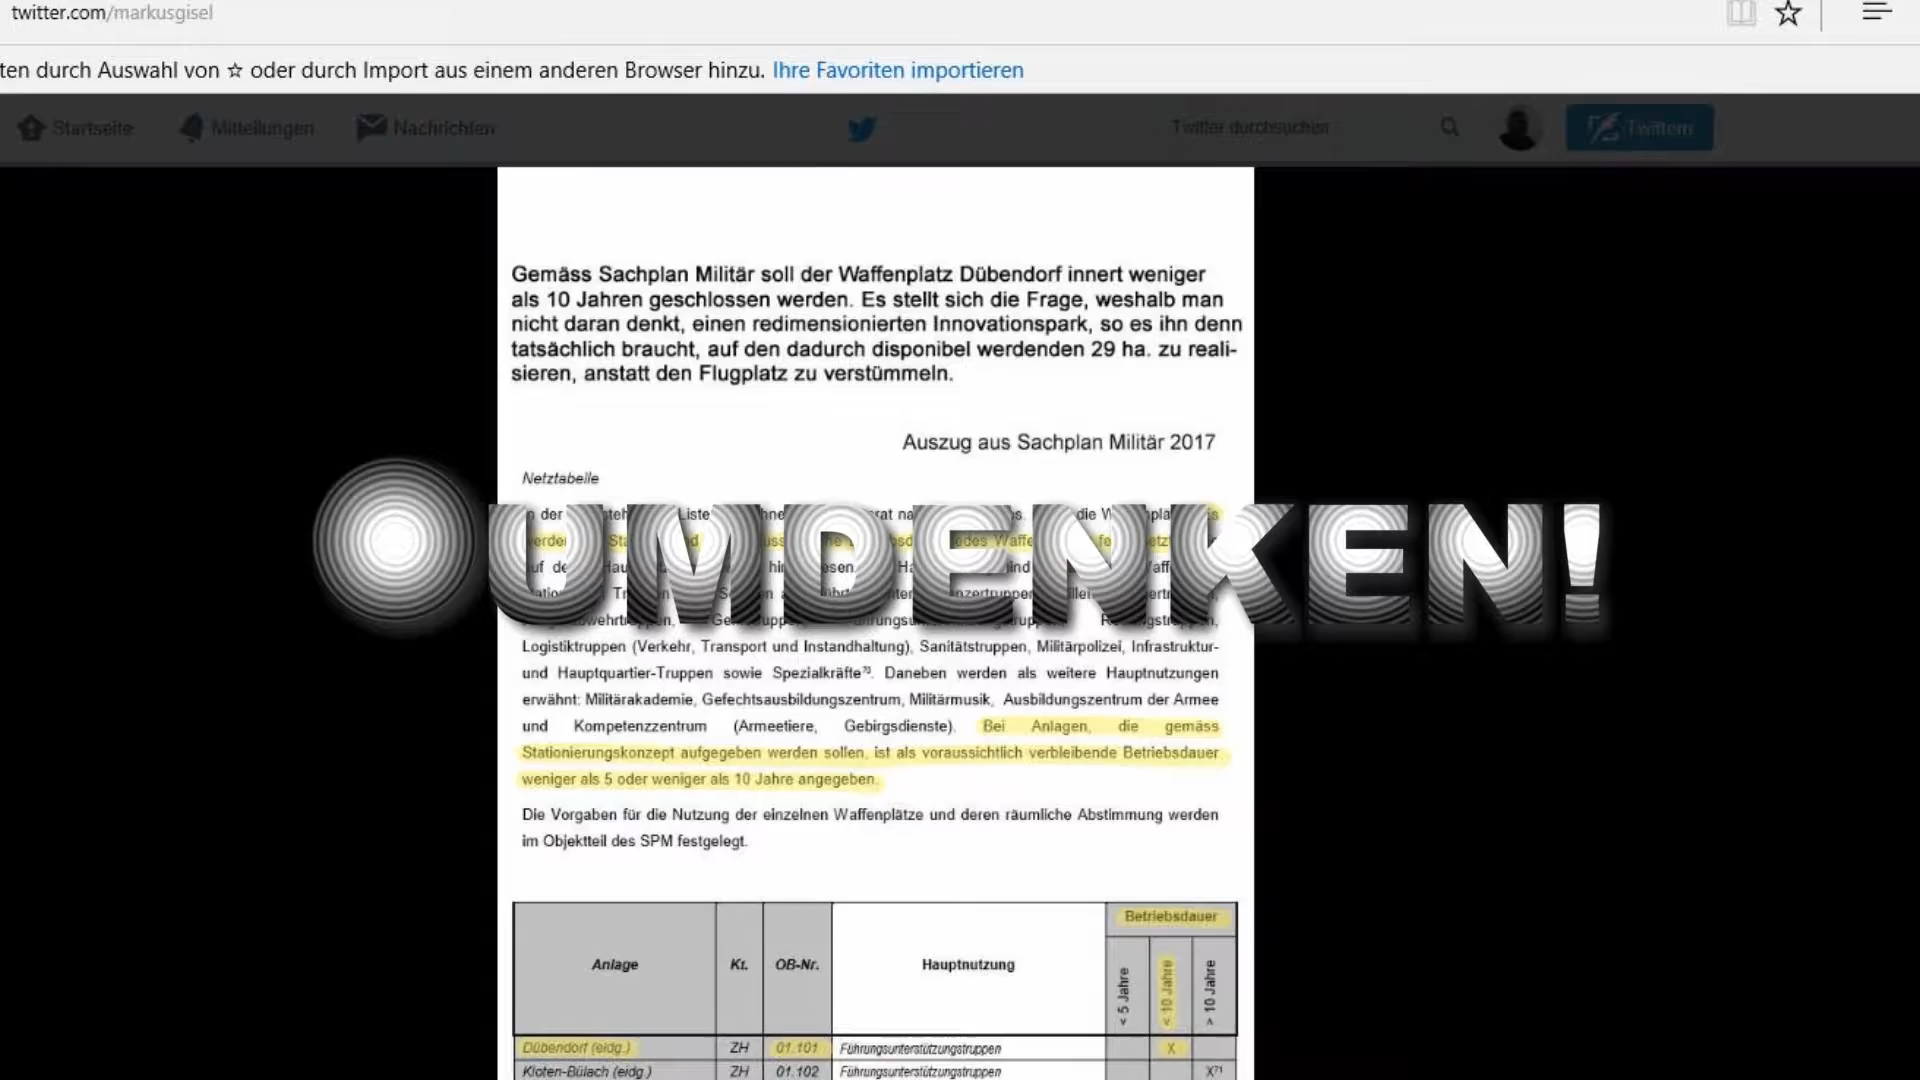 twitter.com/markusgisel
ten durch Auswahl von ☆ oder durch Import aus einem anderen Browser hinzu. Ihre Favoriten importieren
Startseite Mitteilungen Nachrichten Twitter durchsuchen Twittern
Gemäss Sachplan Militär soll der Waffenplatz Dübendorf innert weniger
als 10 Jahren geschlossen werden. Es stellt sich die Frage, weshalb man
nicht daran denkt, einen redimensionierten Innovationspark, so es ihn denn
tatsächlich braucht, auf den dadurch disponibel werdenden 29 ha. zu reali-
sieren, anstatt den Flugplatz zu verstümmeln.
Auszug aus Sachplan Militär 2017
Netztabelle
UMDENKEN!
Logistiktruppen (Verkehr, Transport und Instandhaltung), Sanitätstruppen, Militärpolizei, Infrastruktur-
und Hauptquartier-Truppen sowie Spezialkräfte⁷⁰. Daneben werden als weitere Hauptnutzungen
erwähnt: Militärakademie, Gefechtsausbildungszentrum, Militärmusik, Ausbildungszentrum der Armee
und Kompetenzzentrum (Armeetiere, Gebirgsdienste). Bei Anlagen, die gemäss
Stationierungskonzept aufgegeben werden sollen, ist als voraussichtlich verbleibende Betriebsdauer
weniger als 5 oder weniger als 10 Jahre angegeben.
Die Vorgaben für die Nutzung der einzelnen Waffenplätze und deren räumliche Abstimmung werden
im Objektteil des SPM festgelegt.
Betriebsdauer
Anlage Kt. OB-Nr. Hauptnutzung < 5 Jahre < 10 Jahre > 10 Jahre
Dübendorf (eidg.) ZH 01.101 Führungsunterstützungstruppen X
Kloten-Bülach (eidg.) ZH 01.102 Führungsunterstützungstruppen X⁷¹